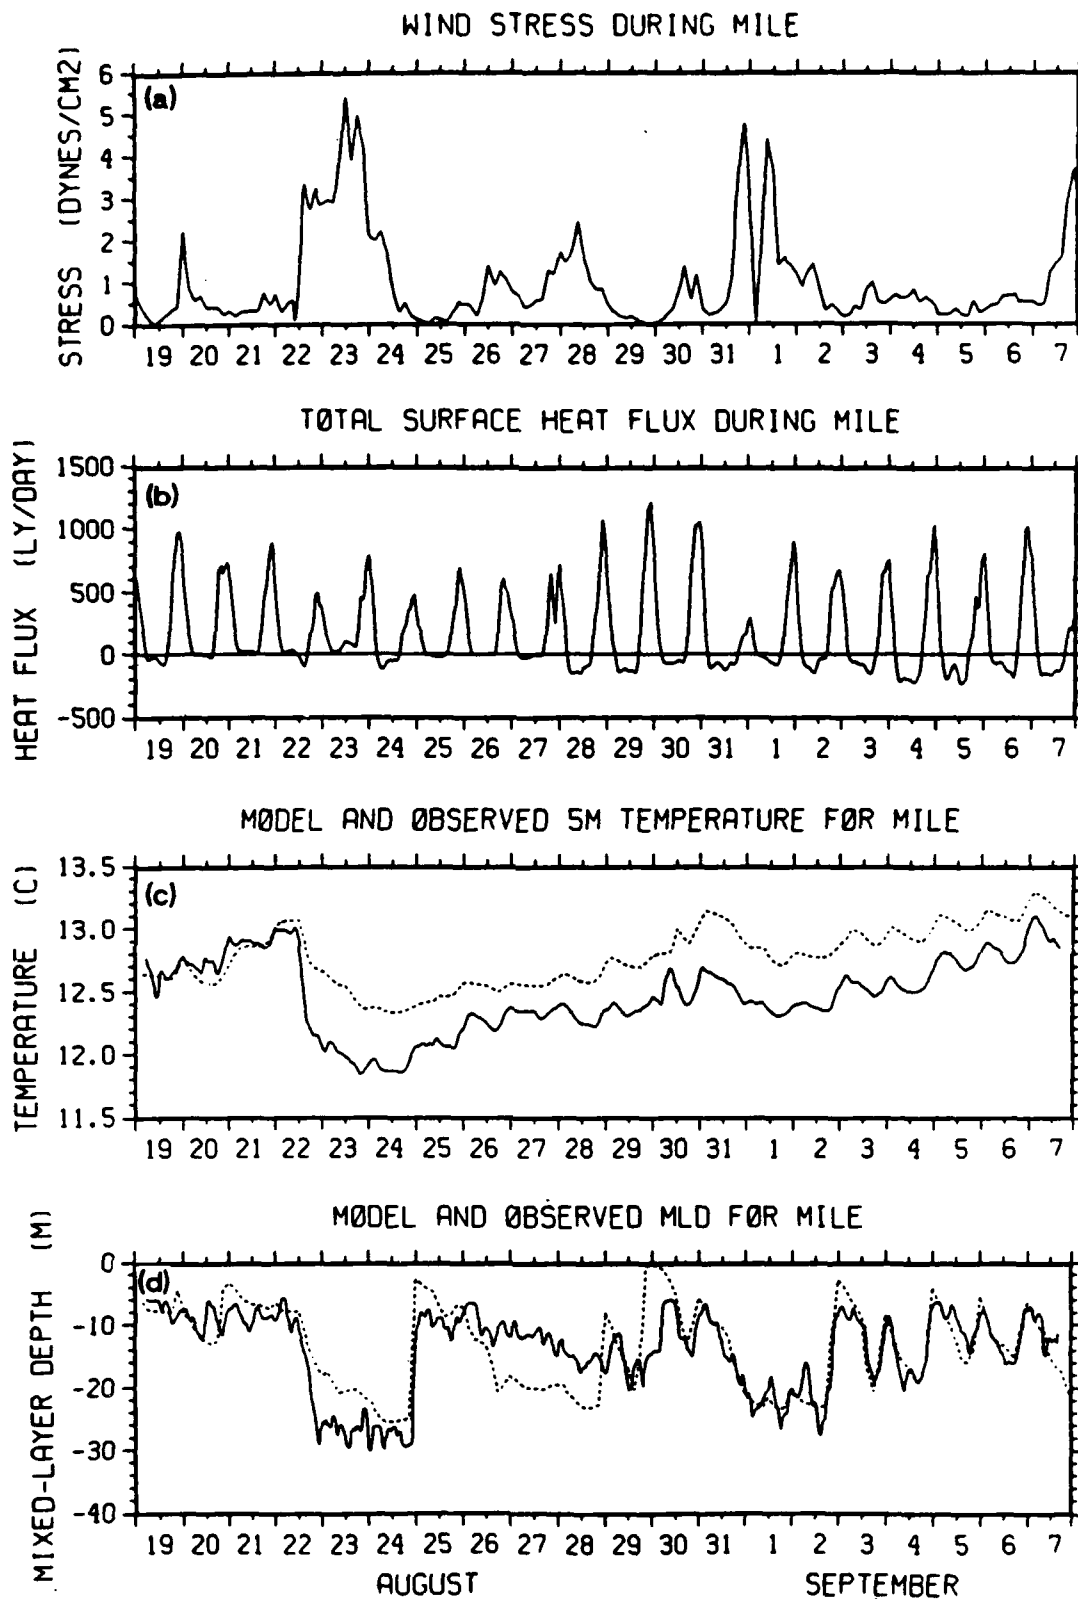 WIND STRESS DURING MILE
STRESS (DYNES/CM2)
(a)
6
5
4
3
2
1
0
19 20 21 22 23 24 25 26 27 28 29 30 31 1 2 3 4 5 6 7
TØTAL SURFACE HEAT FLUX DURING MILE
HEAT FLUX (LY/DAY)
(b)
1500
1000
500
0
-500
19 20 21 22 23 24 25 26 27 28 29 30 31 1 2 3 4 5 6 7
MØDEL AND ØBSERVED 5M TEMPERATURE FØR MILE
TEMPERATURE (C)
(c)
13.5
13.0
12.5
12.0
11.5
19 20 21 22 23 24 25 26 27 28 29 30 31 1 2 3 4 5 6 7
MØDEL AND ØBSERVED MLD FØR MILE
MIXED-LAYER DEPTH (M)
(d)
0
-10
-20
-30
-40
19 20 21 22 23 24 25 26 27 28 29 30 31 1 2 3 4 5 6 7
AUGUST SEPTEMBER